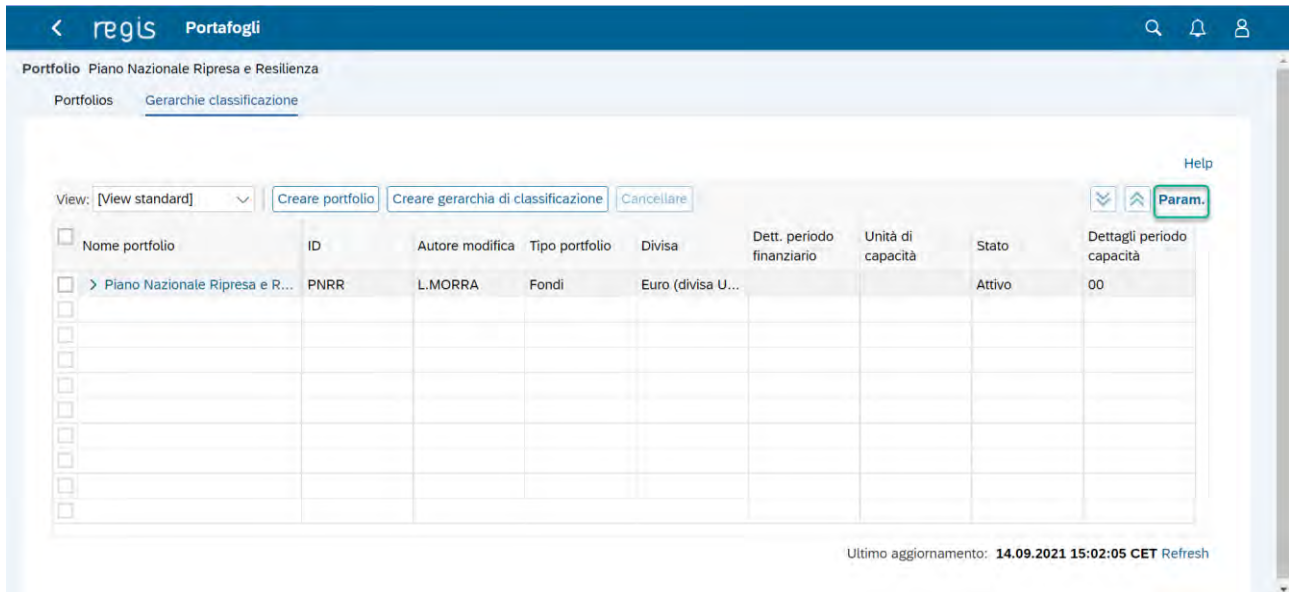 regis Portafogli
Portfolio Piano Nazionale Ripresa e Resilienza
Portfolios Gerarchie classificazione
Help
View: [View standard] Creare portfolio Creare gerarchia di classificazione Cancellare Param.
Nome portfolio ID Autore modifica Tipo portfolio Divisa Dett. periodo finanziario Unità di capacità Stato Dettagli periodo capacità
Piano Nazionale Ripresa e R... PNRR L.MORRA Fondi Euro (divisa U... Attivo 00
Ultimo aggiornamento: 14.09.2021 15:02:05 CET Refresh